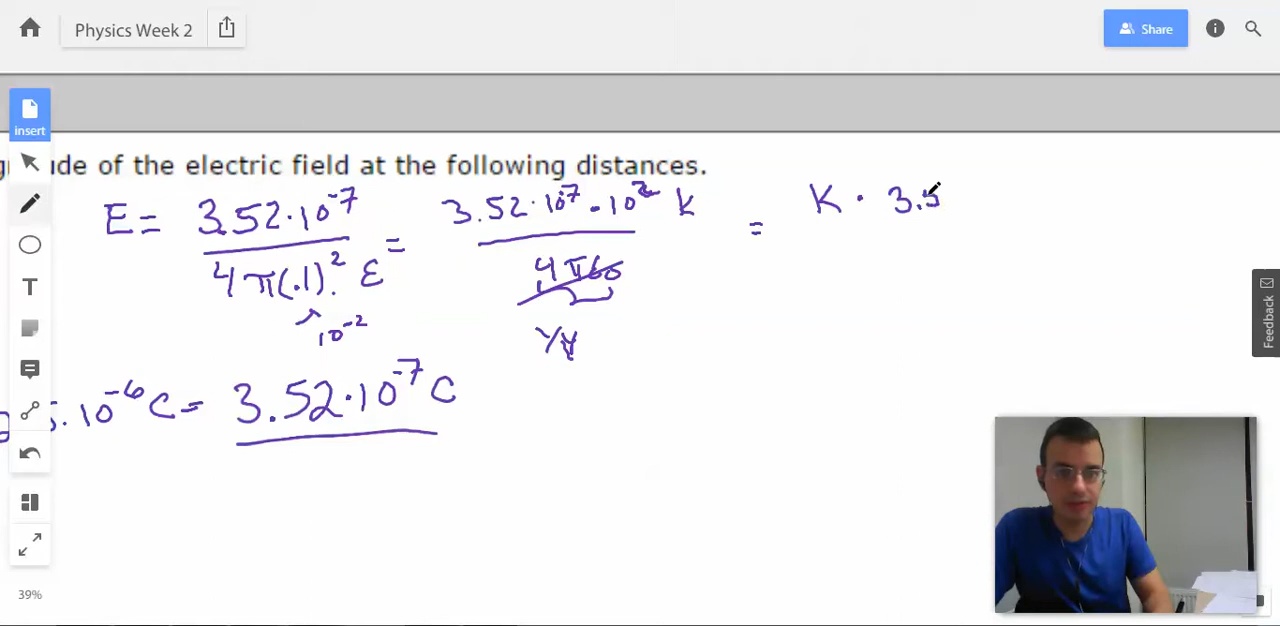 Physics Week 2
Share
insert
ude of the electric field at the following distances.
E = 3.52·10⁻⁷ / 4π(.1)² ε = 3.52·10⁻⁷·10² k / 4πε₀ = K · 3.5
10⁻²
1/k
5.10⁻⁶ C = 3.52·10⁻⁷ C
Feedback
39%